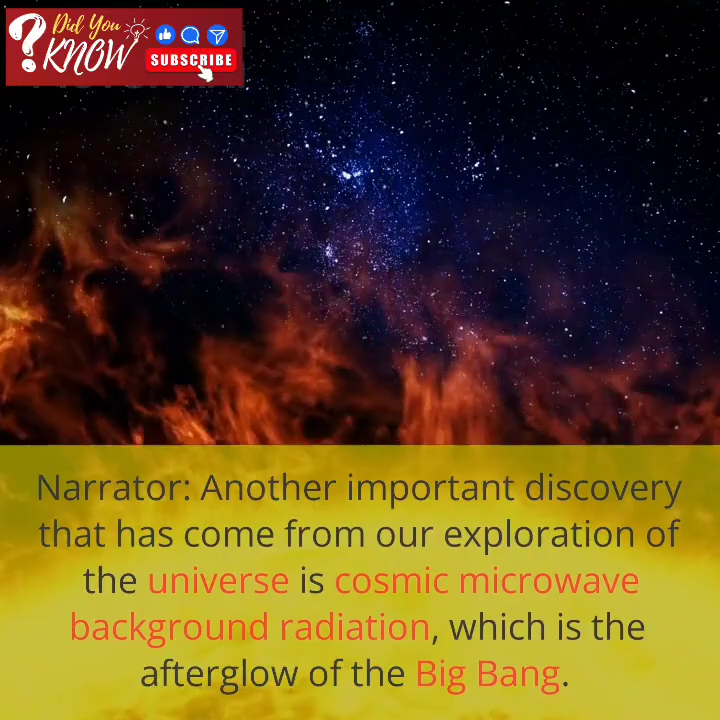 Did You
KNOW
SUBSCRIBE
Narrator: Another important discovery
that has come from our exploration of
the universe is cosmic microwave
background radiation, which is the
afterglow of the Big Bang.